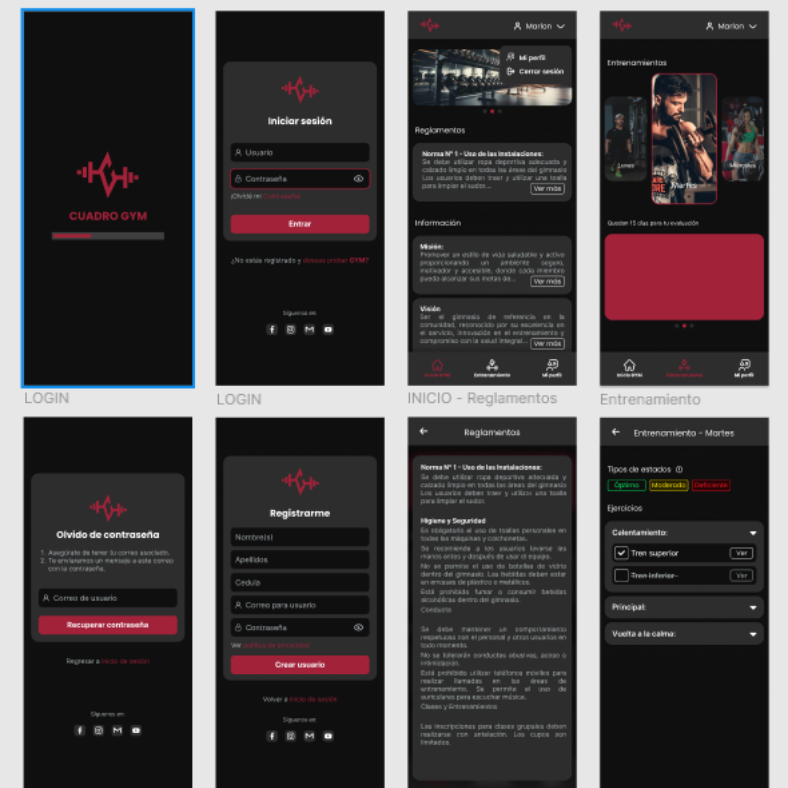 CUADRO GYM
LOGIN
Iniciar sesión
Usuario
Contraseña
¡Olvidé mi Contraseña!
Entrar
¿No estás registrado y deseas probar GYM?
Síguenos en:
LOGIN
Marlon
Mi perfil
Cerrar sesión
Reglamentos
Norma N° 1 - Uso de las Instalaciones:
Se debe utilizar ropa deportiva adecuada y
calzado limpio en todas las áreas del gimnasio
Los usuarios deben traer y utilizar una toalla
para limpiar el sudor...
Ver más
Información
Misión:
Promover un estilo de vida saludable y activo
proporcionando un ambiente seguro,
motivador y accesible, donde cada miembro
pueda alcanzar sus metas de...
Ver más
Visión
Ser el gimnasio de referencia en la
comunidad, reconocido por su excelencia en
el servicio, innovación en el entrenamiento y
compromiso con la salud integral...
Ver más
Inicio GYM
Entrenamiento
Mi perfil
INICIO - Reglamentos
Marlon
Entrenamientos
Lunes
Martes
Miércoles
Quedan 15 días para tu evaluación
Inicio GYM
Mi perfil
Entrenamiento
Olvido de contraseña
1. Asegúrate de tener tu correo asociado.
2. Te enviaremos un mensaje a este correo
con la contraseña.
Correo de usuario
Recuperar contraseña
Regresar a inicio de sesión
Síguenos en:
Registrarme
Nombre(s)
Apellidos
Cedula
Correo para usuario
Contraseña
Ver política de privacidad
Crear usuario
Volver a inicio de sesión
Síguenos en:
Reglamentos
Norma N° 1 - Uso de las Instalaciones:
Se debe utilizar ropa deportiva adecuada y
calzado limpio en todas las áreas del gimnasio
Los usuarios deben traer y utilizar una toalla
para limpiar el sudor.
Higiene y Seguridad
Es obligatorio el uso de toallas personales en
todas las máquinas y colchonetas.
Se recomienda a los usuarios lavarse las
manos antes y después de usar el equipo.
No se permite el uso de botellas de vidrio
dentro del gimnasio. Las bebidas deben estar
en envases de plástico o metálicos.
Está prohibido fumar o consumir bebidas
alcohólicas dentro del gimnasio.
Conducta
Se debe mantener un comportamiento
respetuoso con el personal y otros usuarios en
todo momento.
No se tolerarán conductas abusivas, acoso o
intimidación.
Está prohibido utilizar teléfonos móviles para
realizar llamadas en las áreas de
entrenamiento. Se permite el uso de
auriculares para escuchar música.
Clases y Entrenamientos
Las inscripciones para clases grupales deben
realizarse con antelación. Los cupos son
limitados.
Entrenamiento - Martes
Tipos de estados
Óptimo
Moderado
Deficiente
Ejercicios
Calentamiento:
Tren superior
Ver
Tren inferior
Ver
Principal:
Vuelta a la calma: